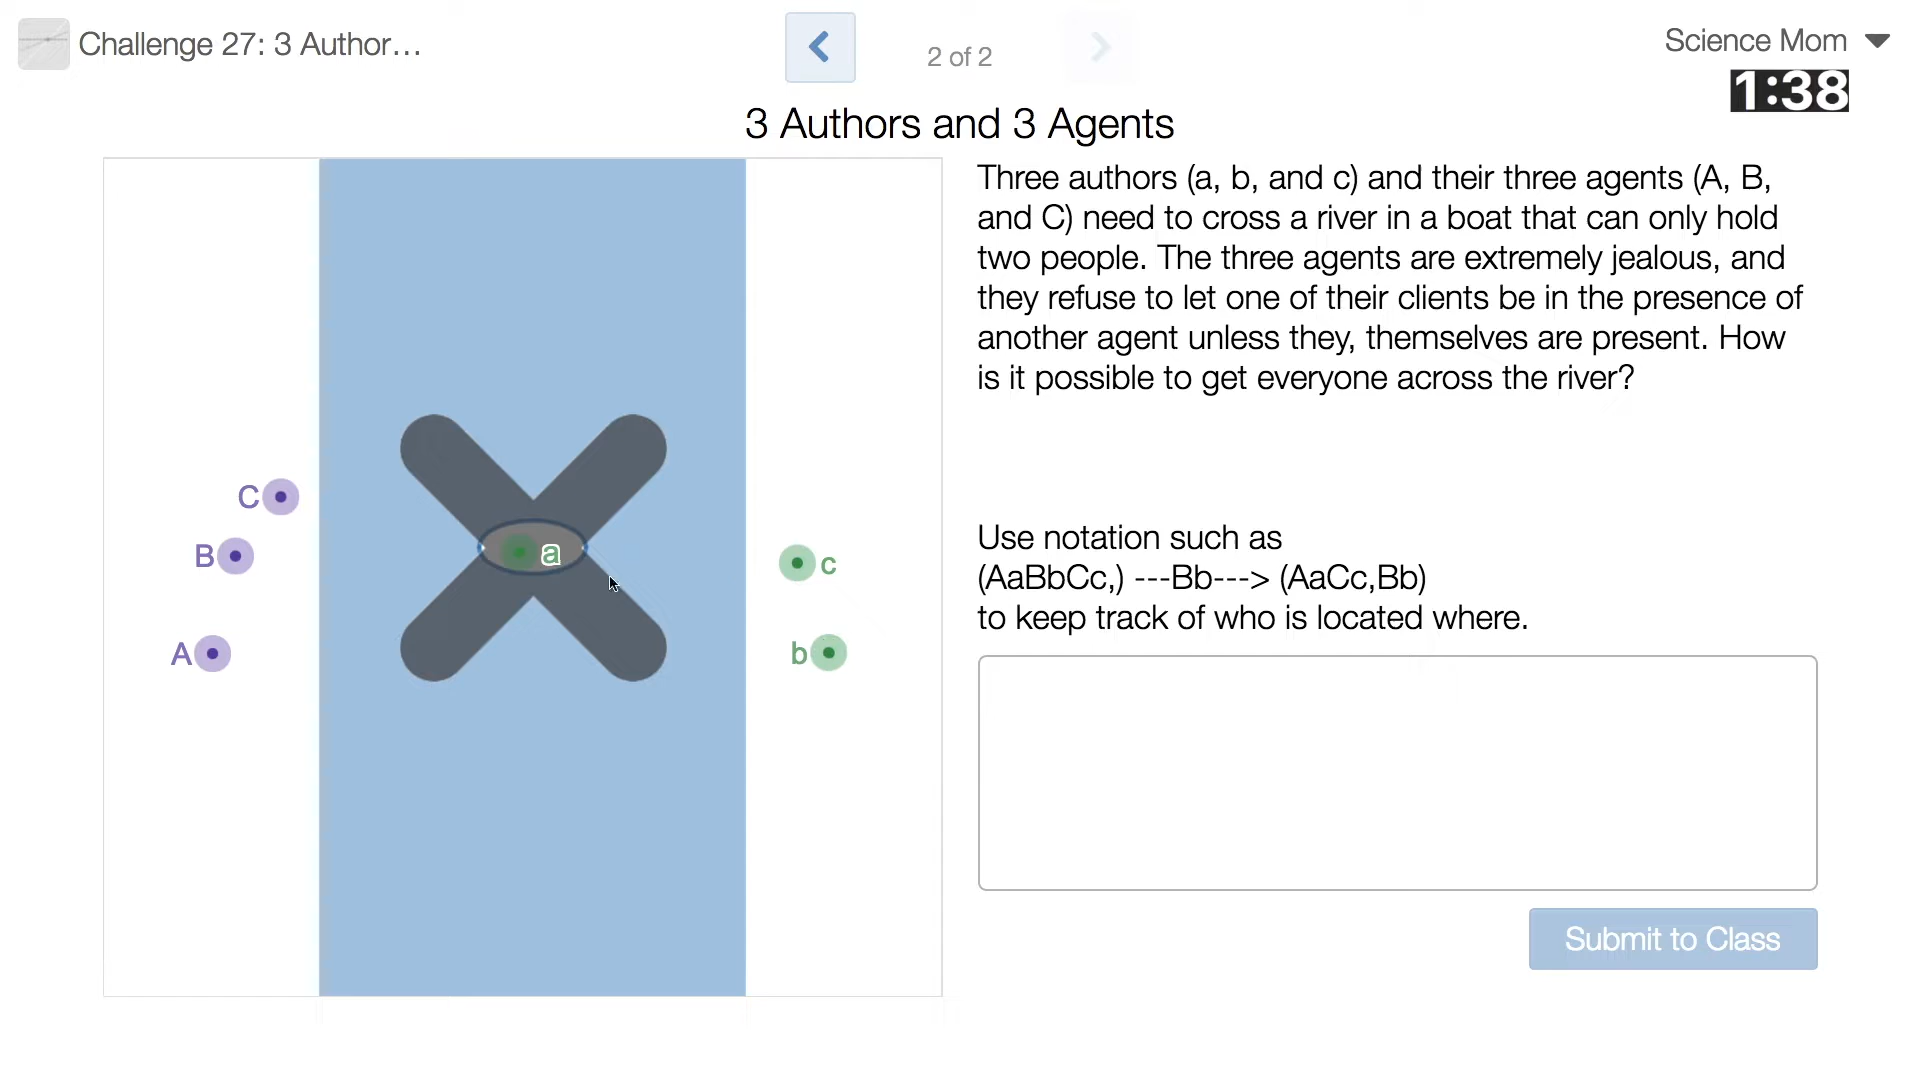 Challenge 27: 3 Author...
2 of 2
Science Mom
1:38
3 Authors and 3 Agents
Three authors (a, b, and c) and their three agents (A, B,
and C) need to cross a river in a boat that can only hold
two people. The three agents are extremely jealous, and
they refuse to let one of their clients be in the presence of
another agent unless they, themselves are present. How
is it possible to get everyone across the river?
C
B
a
c
A
b
Use notation such as
(AaBbCc,) ---Bb---> (AaCc,Bb)
to keep track of who is located where.
Submit to Class